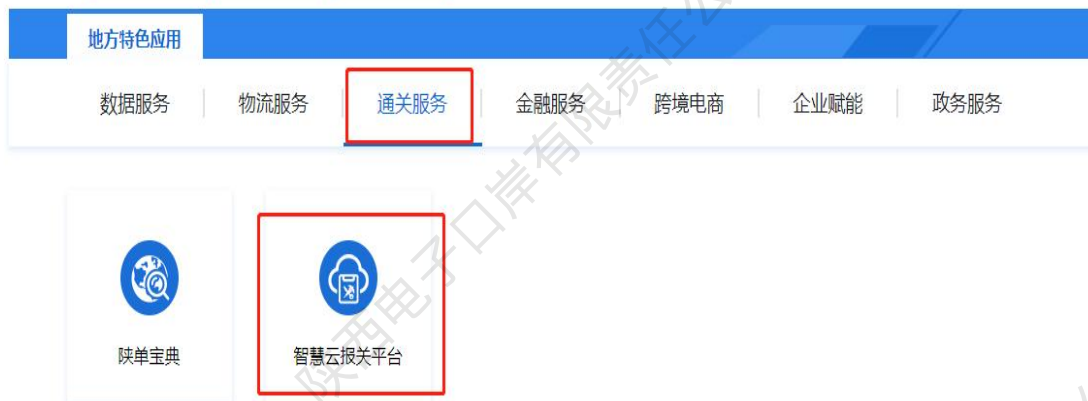 地方特色应用
数据服务 物流服务 通关服务 金融服务 跨境电商 企业赋能 政务服务
陕单宝典 智慧云报关平台
陕西电子口岸有限责任公